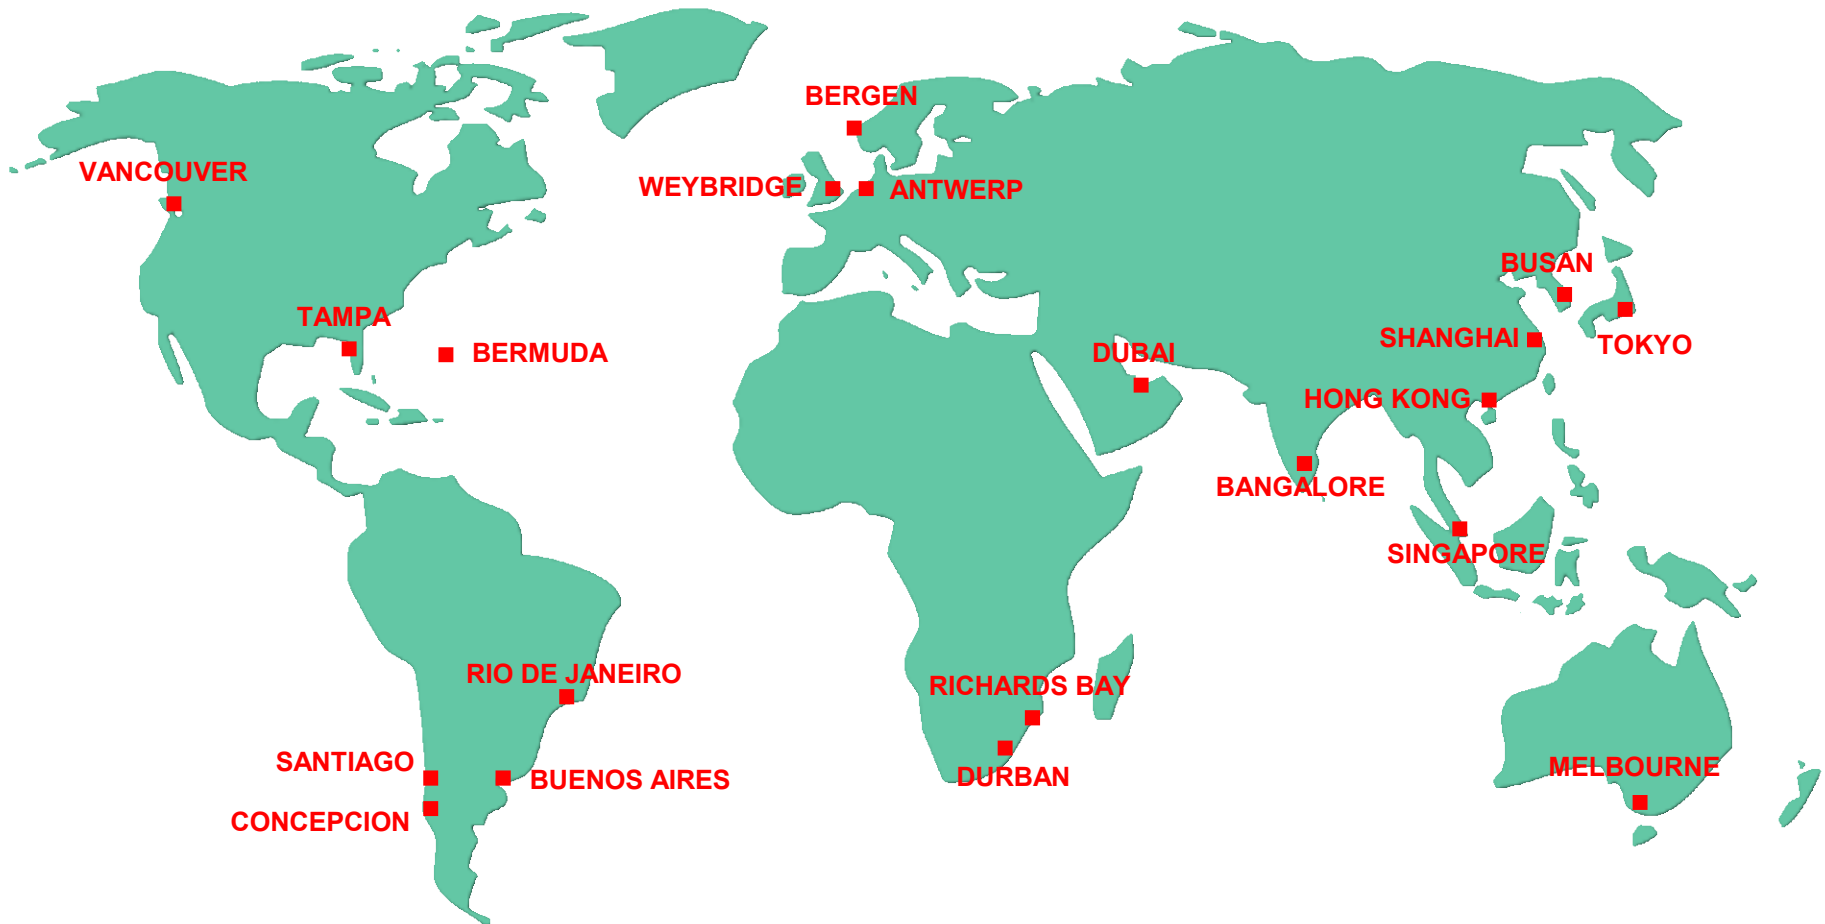 BERGEN
VANCOUVER
WEYBRIDGE
ANTWERP
BUSAN
TAMPA
SHANGHAI
TOKYO
BERMUDA
DUBAI
HONG KONG
BANGALORE
SINGAPORE
RIO DE JANEIRO
RICHARDS BAY
SANTIAGO
BUENOS AIRES
DURBAN
MELBOURNE
CONCEPCION